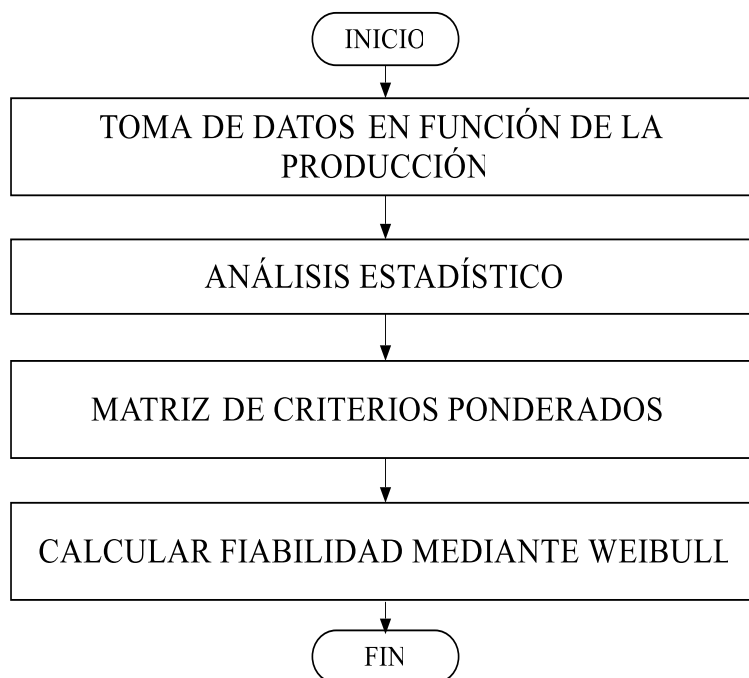 INICIO
TOMA DE DATOS EN FUNCIÓN DE LA
PRODUCCIÓN
ANÁLISIS ESTADÍSTICO
MATRIZ DE CRITERIOS PONDERADOS
CALCULAR FIABILIDAD MEDIANTE WEIBULL
FIN